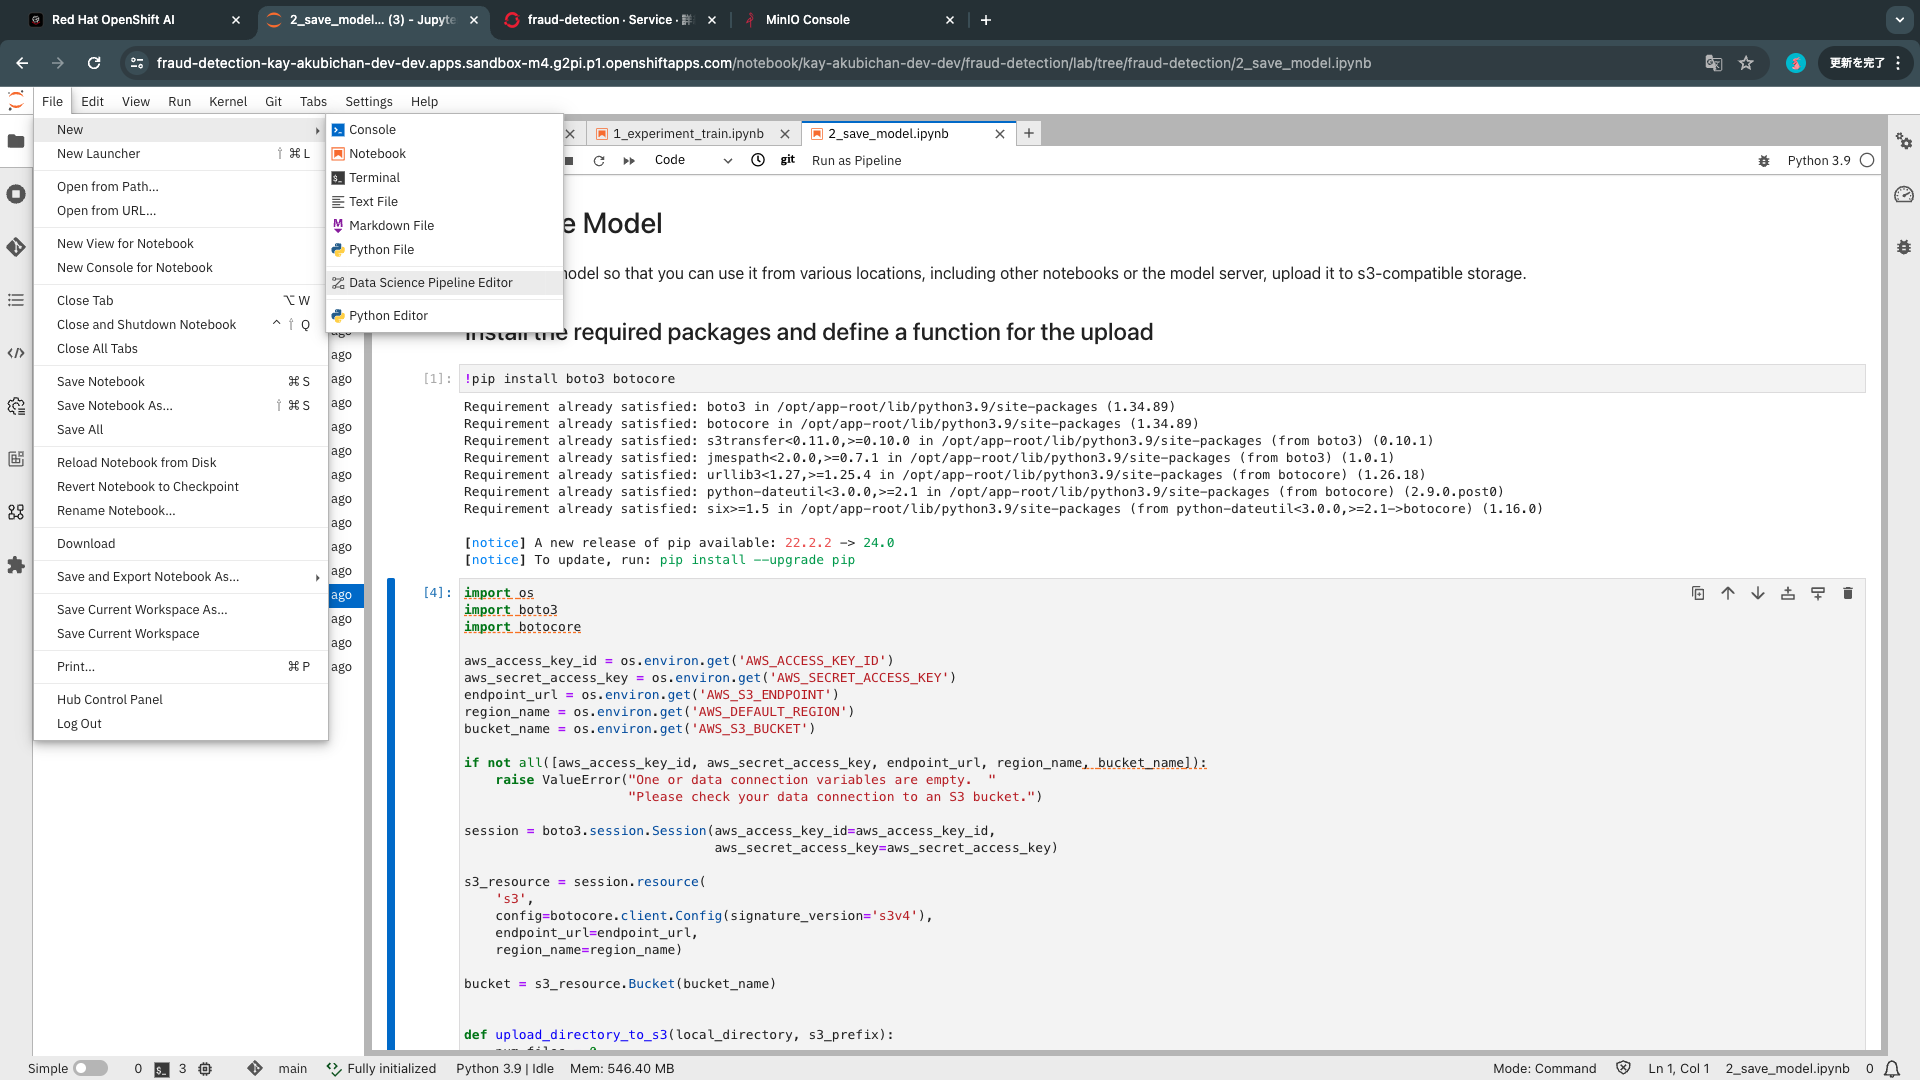 Red Hat OpenShift AI
2_save_model... (3) - Jupyte
fraud-detection · Service ·
MinIO Console
fraud-detection-kay-akubichan-dev-dev.apps.sandbox-m4.g2pi.p1.openshiftapps.com/notebook/kay-akubichan-dev-dev/fraud-detection/lab/tree/fraud-detection/2_save_model.ipynb
更新を完了
File Edit View Run Kernel Git Tabs Settings Help
New
New Launcher ⇧ ⌘ L
Open from Path...
Open from URL...
New View for Notebook
New Console for Notebook
Close Tab ⌥ W
Close and Shutdown Notebook ⌃ ⇧ Q
Close All Tabs
Save Notebook ⌘ S
Save Notebook As... ⇧ ⌘ S
Save All
Reload Notebook from Disk
Revert Notebook to Checkpoint
Rename Notebook...
Download
Save and Export Notebook As...
Save Current Workspace As...
Save Current Workspace
Print... ⌘ P
Hub Control Panel
Log Out
Console
Notebook
Terminal
Text File
Markdown File
Python File
Data Science Pipeline Editor
Python Editor
ago
ago
ago
ago
ago
ago
ago
ago
ago
ago
ago
ago
ago
ago
1_experiment_train.ipynb
2_save_model.ipynb
Code
git
Run as Pipeline
Python 3.9
e Model
odel so that you can use it from various locations, including other notebooks or the model server, upload it to s3-compatible storage.
Install the required packages and define a function for the upload
[1]: !pip install boto3 botocore
Requirement already satisfied: boto3 in /opt/app-root/lib/python3.9/site-packages (1.34.89)
Requirement already satisfied: botocore in /opt/app-root/lib/python3.9/site-packages (1.34.89)
Requirement already satisfied: s3transfer<0.11.0,>=0.10.0 in /opt/app-root/lib/python3.9/site-packages (from boto3) (0.10.1)
Requirement already satisfied: jmespath<2.0.0,>=0.7.1 in /opt/app-root/lib/python3.9/site-packages (from boto3) (1.0.1)
Requirement already satisfied: urllib3<1.27,>=1.25.4 in /opt/app-root/lib/python3.9/site-packages (from botocore) (1.26.18)
Requirement already satisfied: python-dateutil<3.0.0,>=2.1 in /opt/app-root/lib/python3.9/site-packages (from botocore) (2.9.0.post0)
Requirement already satisfied: six>=1.5 in /opt/app-root/lib/python3.9/site-packages (from python-dateutil<3.0.0,>=2.1->botocore) (1.16.0)
[notice] A new release of pip available: 22.2.2 -> 24.0
[notice] To update, run: pip install --upgrade pip
[4]: import os
import boto3
import botocore
aws_access_key_id = os.environ.get('AWS_ACCESS_KEY_ID')
aws_secret_access_key = os.environ.get('AWS_SECRET_ACCESS_KEY')
endpoint_url = os.environ.get('AWS_S3_ENDPOINT')
region_name = os.environ.get('AWS_DEFAULT_REGION')
bucket_name = os.environ.get('AWS_S3_BUCKET')
if not all([aws_access_key_id, aws_secret_access_key, endpoint_url, region_name, bucket_name]):
raise ValueError("One or data connection variables are empty.  "
"Please check your data connection to an S3 bucket.")
session = boto3.session.Session(aws_access_key_id=aws_access_key_id,
aws_secret_access_key=aws_secret_access_key)
s3_resource = session.resource(
's3',
config=botocore.client.Config(signature_version='s3v4'),
endpoint_url=endpoint_url,
region_name=region_name)
bucket = s3_resource.Bucket(bucket_name)
def upload_directory_to_s3(local_directory, s3_prefix):
Simple 0 3 main Fully initialized Python 3.9 | Idle Mem: 546.40 MB Mode: Command Ln 1, Col 1 2_save_model.ipynb 0